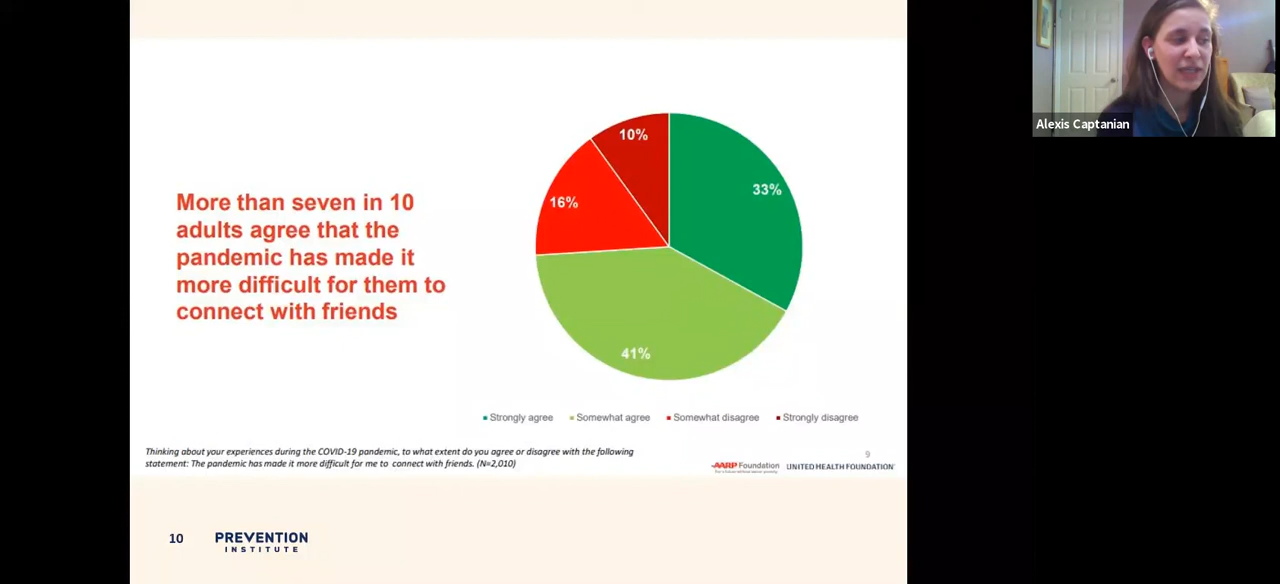 Alexis Captanian
More than seven in 10
adults agree that the
pandemic has made it
more difficult for them to
connect with friends
10%
33%
16%
41%
Strongly agree
Somewhat agree
Somewhat disagree
Strongly disagree
Thinking about your experiences during the COVID-19 pandemic, to what extent do you agree or disagree with the following
statement: The pandemic has made it more difficult for me to connect with friends. (N=2,010)
9
AARP Foundation
UNITED HEALTH FOUNDATION
10
PREVENTION
INSTITUTE